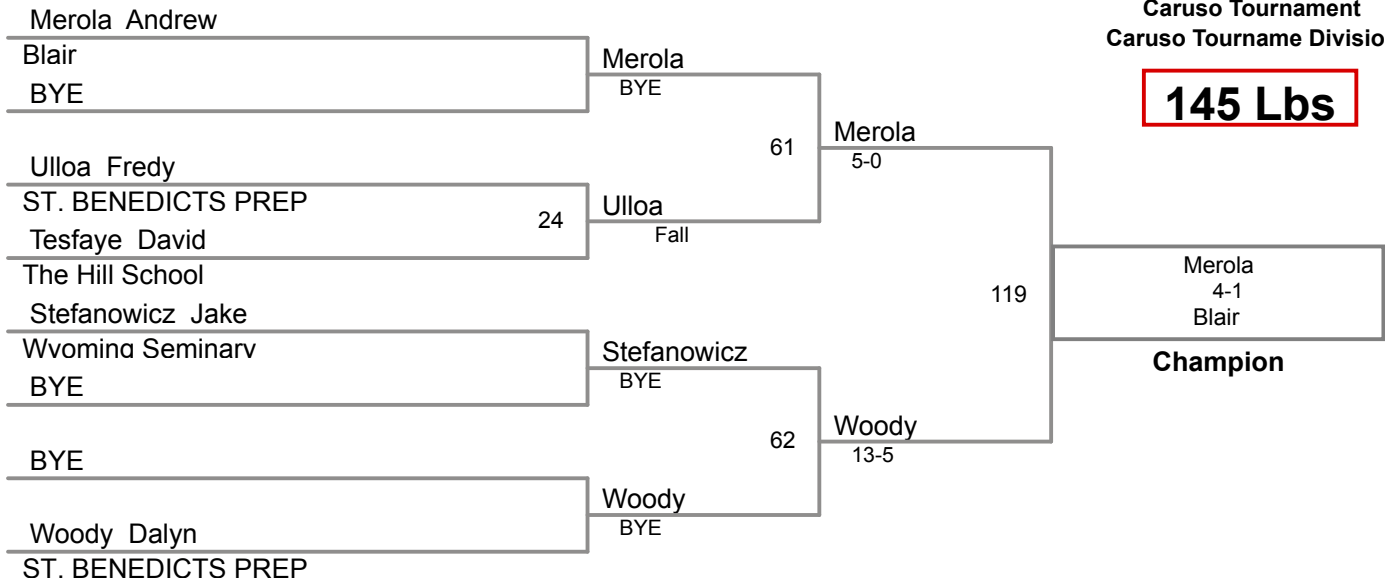 Caruso Tournament
Caruso Tourname Divisio
145 Lbs
Merola Andrew
Blair
BYE
Ulloa Fredy
ST. BENEDICTS PREP
Tesfaye David
The Hill School
Stefanowicz Jake
Wyoming Seminary
BYE
BYE
Woody Dalyn
ST. BENEDICTS PREP
24
Merola
BYE
Ulloa
Fall
Stefanowicz
BYE
Woody
BYE
61
62
Merola
5-0
Woody
13-5
119
Merola
4-1
Blair
Champion